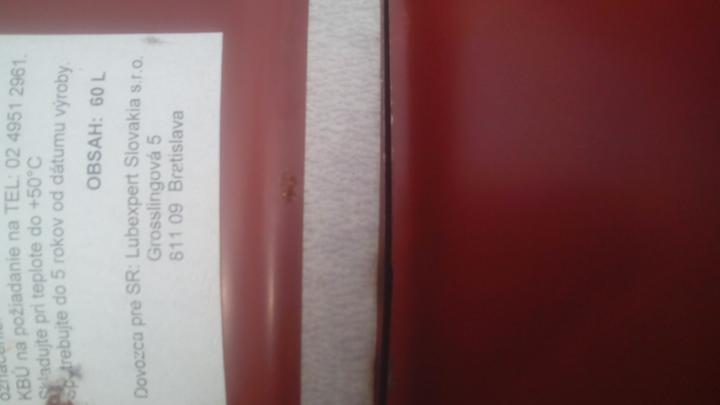 KBÚ na požiadanie na TEL: 02 4951 2961.
Skladujte pri teplote do +50°C
Spotrebujte do 5 rokov od dátumu výroby.
OBSAH: 60 L
Dovozca pre SR: Lubexpert Slovakia s.r.o.
Grosslingová 5
811 09 Bratislava